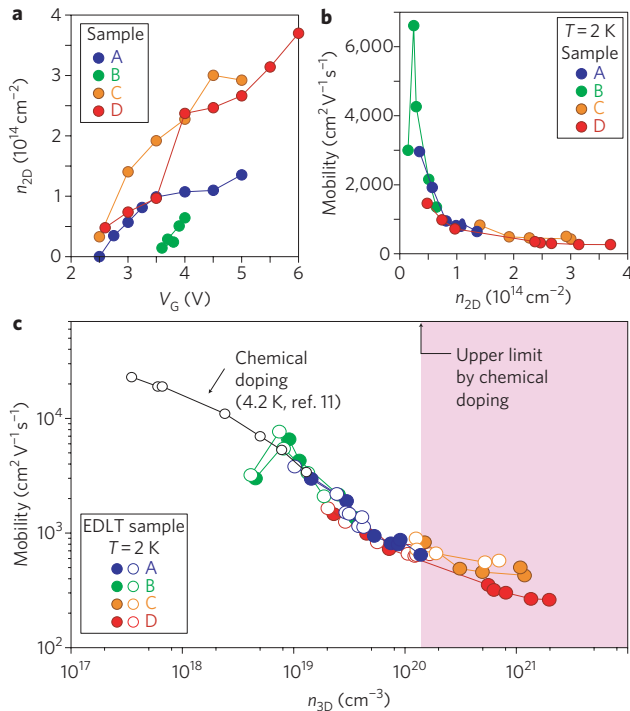 a
Sample
A
B
C
D
n2D (10^14 cm^−2)
4
3
2
1
0
2
3
4
5
6
VG (V)
b
T = 2 K
Sample
A
B
C
D
Mobility (cm^2 V^−1 s^−1)
6,000
4,000
2,000
0
0
1
2
3
4
n2D (10^14 cm^−2)
c
Chemical
doping
(4.2 K, ref. 11)
Upper limit
by chemical
doping
EDLT sample
T = 2 K
A
B
C
D
Mobility (cm^2 V^−1 s^−1)
10^4
10^3
10^2
10^17
10^18
10^19
10^20
10^21
n3D (cm^−3)